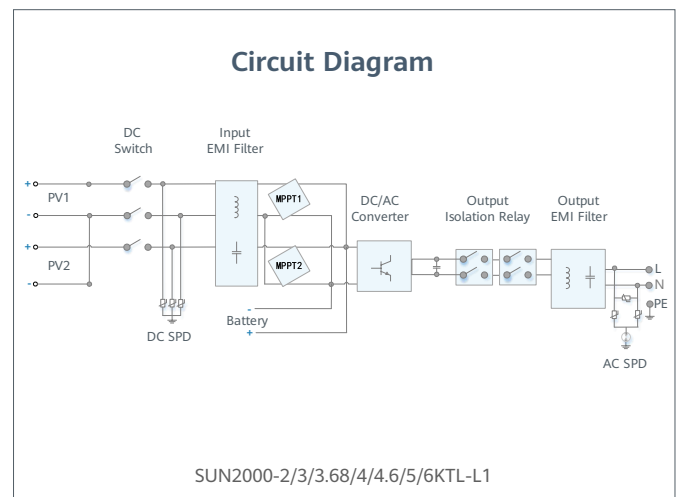 Circuit Diagram
DC
Switch
Input
EMI Filter
DC/AC
Converter
Output
Isolation Relay
Output
EMI Filter
+
PV1
-
+
PV2
-
MPPT1
MPPT2
L
N
PE
DC SPD
-
Battery
+
AC SPD
SUN2000-2/3/3.68/4/4.6/5/6KTL-L1